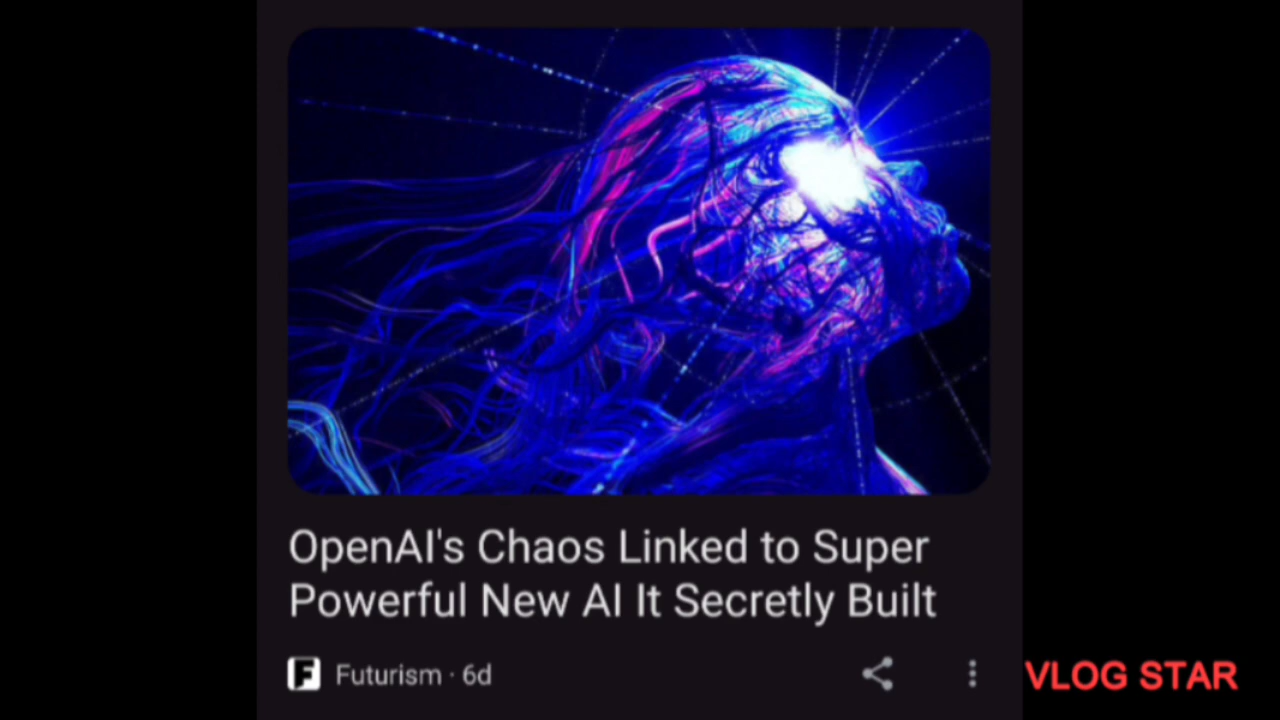 OpenAI's Chaos Linked to Super
Powerful New AI It Secretly Built
F Futurism · 6d
VLOG STAR